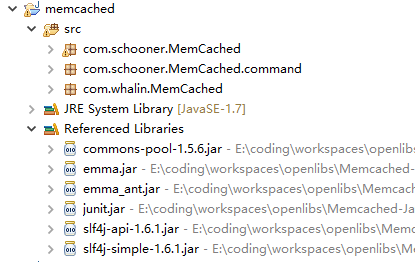 memcached
src
com.schooner.MemCached
com.schooner.MemCached.command
com.whalin.MemCached
JRE System Library [JavaSE-1.7]
Referenced Libraries
commons-pool-1.5.6.jar - E:\coding\workspaces\openlibs
emma.jar - E:\coding\workspaces\openlibs\Memcached-
emma_ant.jar - E:\coding\workspaces\openlibs\Memcach
junit.jar - E:\coding\workspaces\openlibs\Memcached-Ja
slf4j-api-1.6.1.jar - E:\coding\workspaces\openlibs\Me
slf4j-simple-1.6.1.jar - E:\coding\workspaces\openlibs